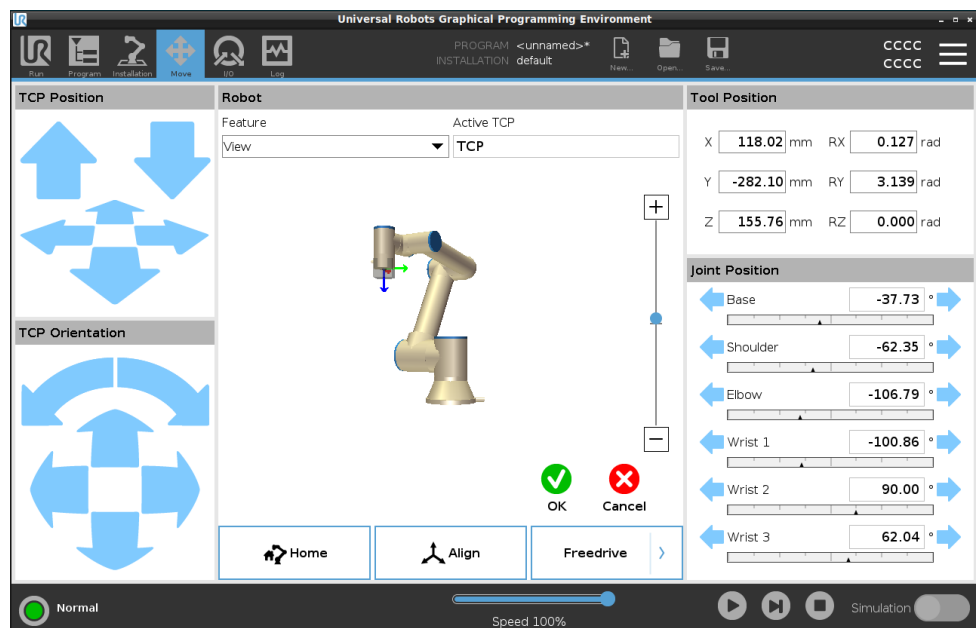 Universal Robots Graphical Programming Environment
UR
Run
Program
Installation
Move
I/O
Log
PROGRAM <unnamed>*
INSTALLATION default
New...
Open...
Save...
CCCC
CCCC
TCP Position
TCP Orientation
Robot
Feature
Active TCP
View
TCP
OK
Cancel
Home
Align
Freedrive
Tool Position
X 118.02 mm RX 0.127 rad
Y -282.10 mm RY 3.139 rad
Z 155.76 mm RZ 0.000 rad
Joint Position
Base -37.73 °
Shoulder -62.35 °
Elbow -106.79 °
Wrist 1 -100.86 °
Wrist 2 90.00 °
Wrist 3 62.04 °
Normal
Speed 100%
Simulation